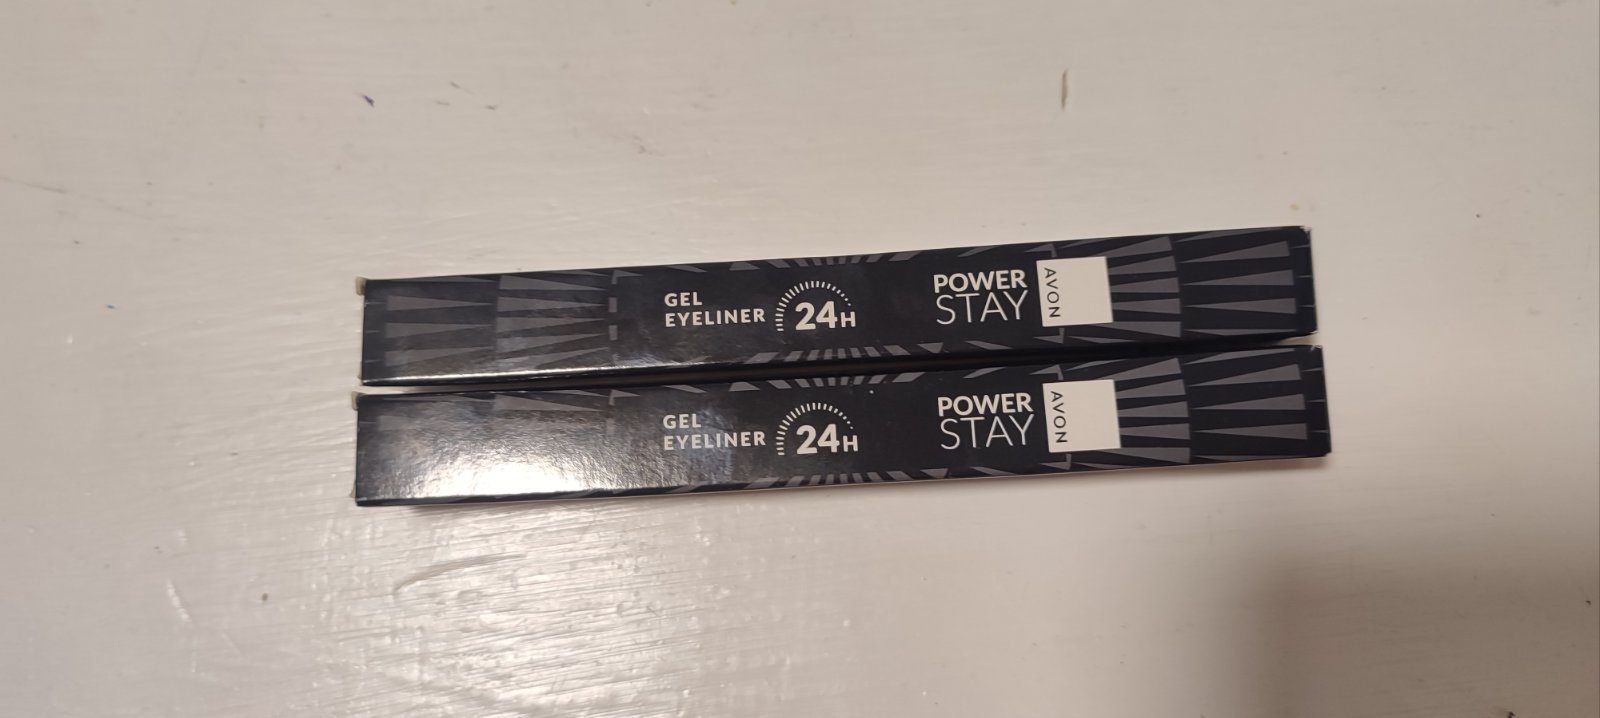 GEL
EYELINER
24H
POWER
STAY
AVON
GEL
EYELINER
24H
POWER
STAY
AVON